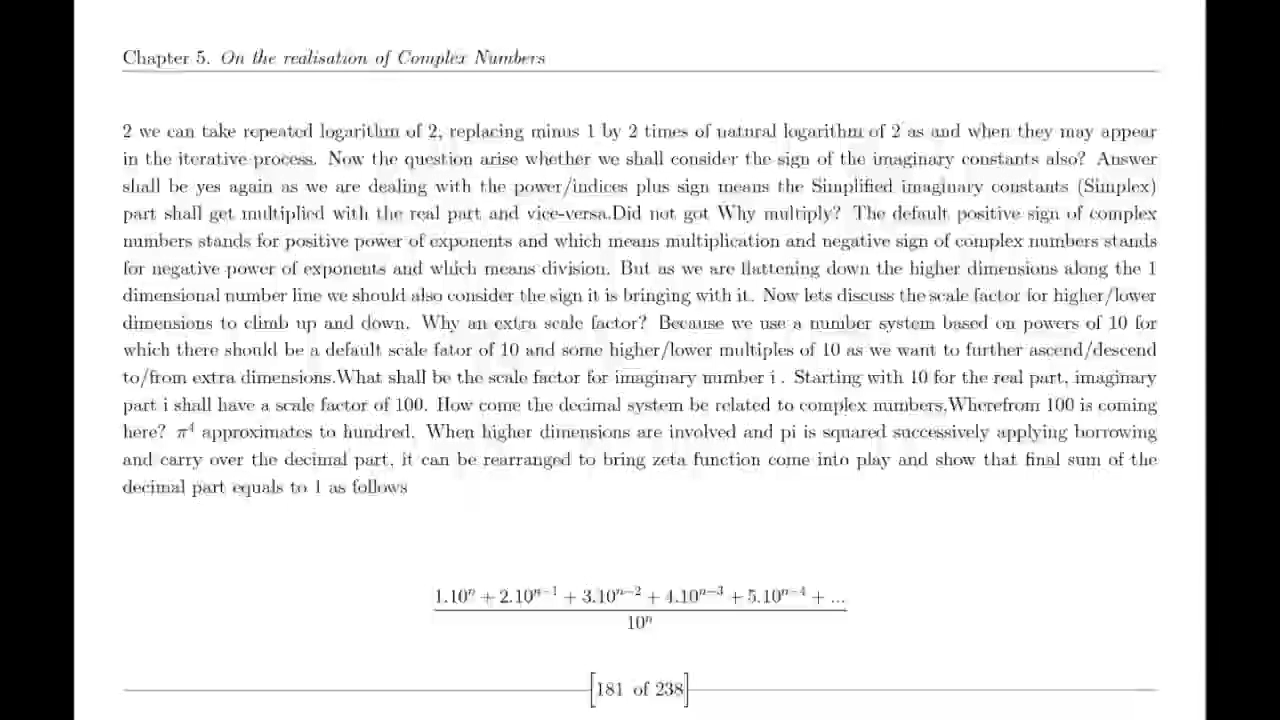 Chapter 5. On the realisation of Complex Numbers
2 we can take repeated logarithm of 2, replacing minus 1 by 2 times of natural logarithm of 2 as and when they may appear
in the iterative process. Now the question arise whether we shall consider the sign of the imaginary constants also? Answer
shall be yes again as we are dealing with the power/indices plus sign means the Simplified imaginary constants (Simplex)
part shall get multiplied with the real part and vice-versa.Did not got Why multiply? The default positive sign of complex
numbers stands for positive power of exponents and which means multiplication and negative sign of complex numbers stands
for negative power of exponents and which means division. But as we are flattening down the higher dimensions along the 1
dimensional number line we should also consider the sign it is bringing with it. Now lets discuss the scale factor for higher/lower
dimensions to climb up and down. Why an extra scale factor? Because we use a number system based on powers of 10 for
which there should be a default scale fator of 10 and some higher/lower multiples of 10 as we want to further ascend/descend
to/from extra dimensions.What shall be the scale factor for imaginary number i . Starting with 10 for the real part, imaginary
part i shall have a scale factor of 100. How come the decimal system be related to complex numbers.Wherefrom 100 is coming
here? π⁴ approximates to hundred. When higher dimensions are involved and pi is squared successively applying borrowing
and carry over the decimal part, it can be rearranged to bring zeta function come into play and show that final sum of the
decimal part equals to 1 as follows
1.10ⁿ + 2.10ⁿ⁻¹ + 3.10ⁿ⁻² + 4.10ⁿ⁻³ + 5.10ⁿ⁻⁴ + ...
10ⁿ
[181 of 238]